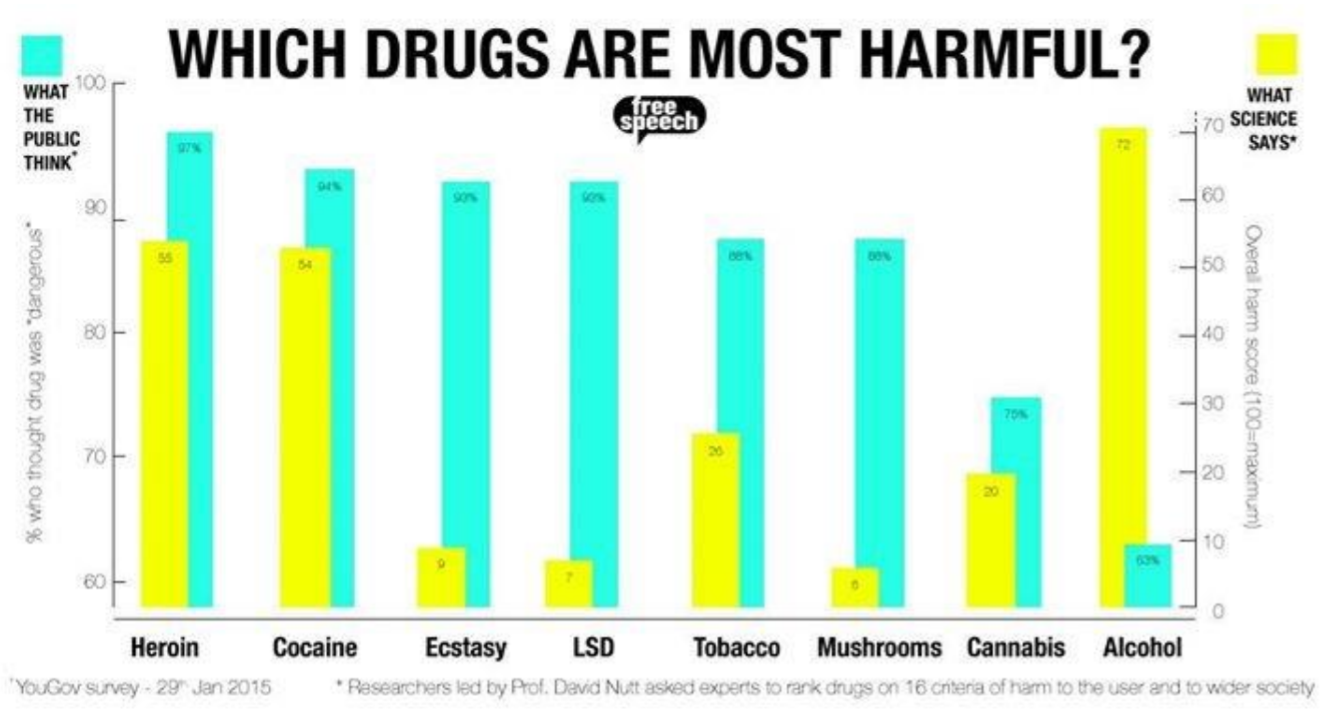 WHICH DRUGS ARE MOST HARMFUL?
free
speech
WHAT
THE
PUBLIC
THINK*
WHAT
SCIENCE
SAYS*
% who thought drug was "dangerous"
100
90
80
70
60
Overall harm score (100=maximum)
70
60
50
40
30
20
10
0
55
97%
54
94%
9
93%
7
93%
26
88%
6
88%
20
75%
72
63%
Heroin
Cocaine
Ecstasy
LSD
Tobacco
Mushrooms
Cannabis
Alcohol
*YouGov survey - 29th Jan 2015
* Researchers led by Prof. David Nutt asked experts to rank drugs on 16 criteria of harm to the user and to wider society